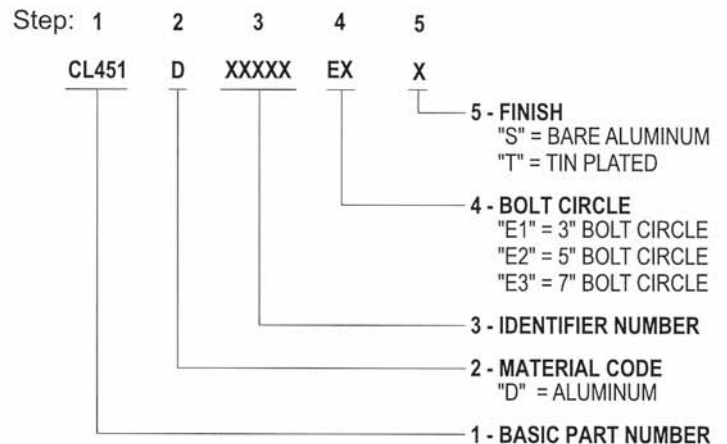 Step: 1 2 3 4 5
CL451 D XXXXX EX X
5 - FINISH
"S" = BARE ALUMINUM
"T" = TIN PLATED
4 - BOLT CIRCLE
"E1" = 3" BOLT CIRCLE
"E2" = 5" BOLT CIRCLE
"E3" = 7" BOLT CIRCLE
3 - IDENTIFIER NUMBER
2 - MATERIAL CODE
"D" = ALUMINUM
1 - BASIC PART NUMBER